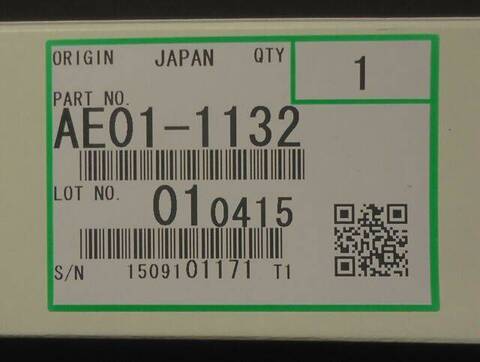 ORIGIN JAPAN QTY 1
PART NO.
AE01-1132
LOT NO. 010415
S/N 1509101171 T1